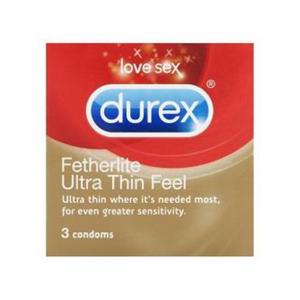 love sex
durex®
Fetherlite
Ultra Thin Feel
Ultra thin where it's needed most,
for even greater sensitivity.
3 condoms